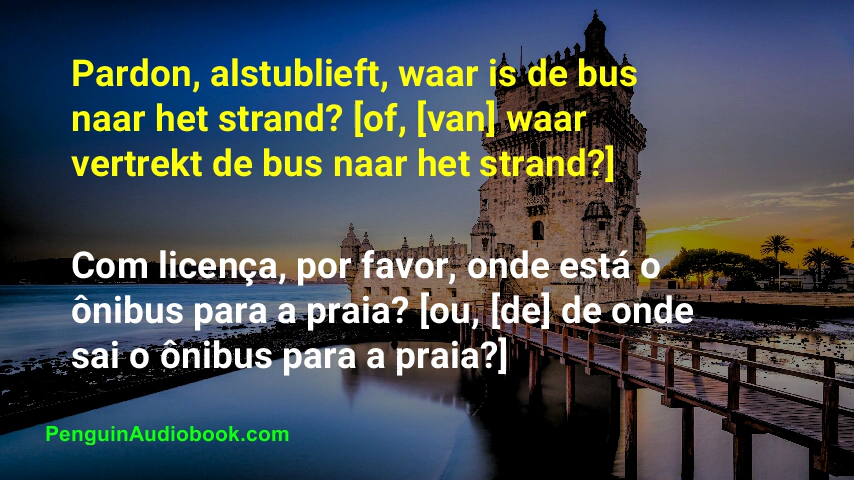 Pardon, alstublieft, waar is de bus
naar het strand? [of, [van] waar
vertrekt de bus naar het strand?]
Com licença, por favor, onde está o
ônibus para a praia? [ou, [de] de onde
sai o ônibus para a praia?]
PenguinAudiobook.com